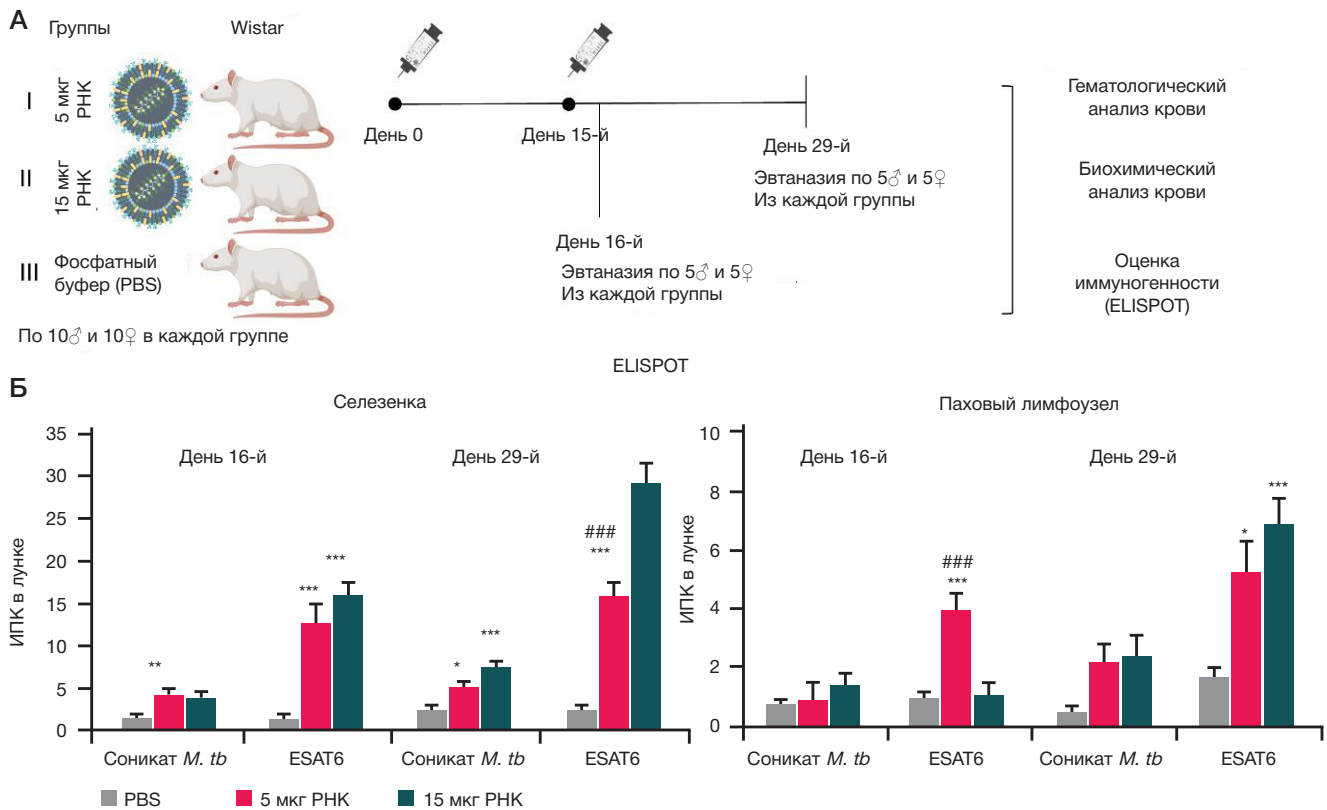 А
Группы
Wistar
I
5 мкг
РНК
II
15 мкг
РНК
III
Фосфатный
буфер (PBS)
По 10♂ и 10♀ в каждой группе
День 0
День 15-й
День 16-й
Эвтаназия по 5♂ и 5♀
Из каждой группы
День 29-й
Эвтаназия по 5♂ и 5♀
Из каждой группы
Гематологический
анализ крови
Биохимический
анализ крови
Оценка
иммуногенности
(ELISPOT)
ELISPOT
Б
Селезенка
ИПК в лунке
35
30
25
20
15
10
5
0
День 16-й
День 29-й
**
***
***
*
***
###
***
Соникат M. tb
ESAT6
Соникат M. tb
ESAT6
Паховый лимфоузел
ИПК в лунке
10
8
6
4
2
0
День 16-й
День 29-й
###
***
*
***
Соникат M. tb
ESAT6
Соникат M. tb
ESAT6
PBS
5 мкг РНК
15 мкг РНК